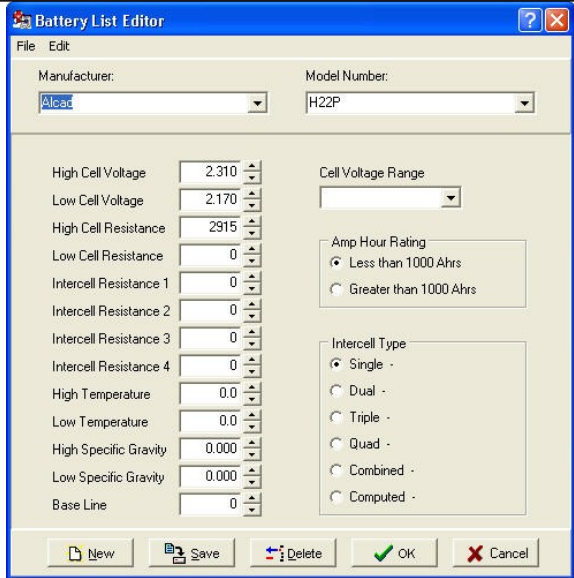 Battery List Editor
File Edit
Manufacturer: Model Number:
Alcad H22P
High Cell Voltage 2.310
Low Cell Voltage 2.170
High Cell Resistance 2915
Low Cell Resistance 0
Intercell Resistance 1 0
Intercell Resistance 2 0
Intercell Resistance 3 0
Intercell Resistance 4 0
High Temperature 0.0
Low Temperature 0.0
High Specific Gravity 0.000
Low Specific Gravity 0.000
Base Line 0
Cell Voltage Range
Amp Hour Rating
Less than 1000 Ahrs
Greater than 1000 Ahrs
Intercell Type
Single -
Dual -
Triple -
Quad -
Combined -
Computed -
New Save Delete OK Cancel